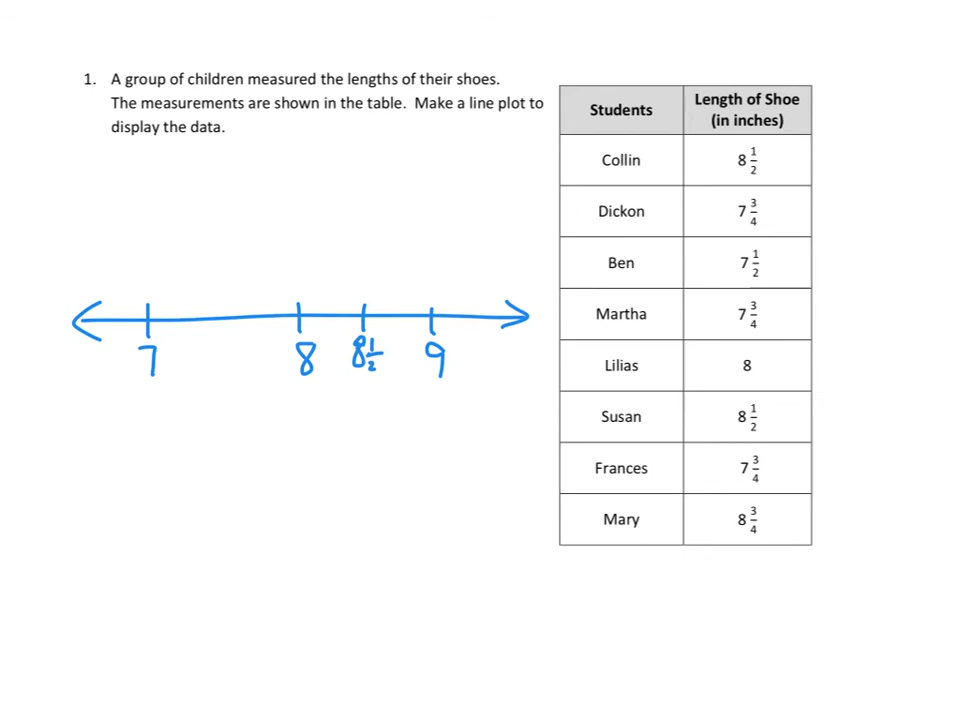 1. A group of children measured the lengths of their shoes.
The measurements are shown in the table. Make a line plot to
display the data.
Students Length of Shoe (in inches)
Collin 8 1/2
Dickon 7 3/4
Ben 7 1/2
Martha 7 3/4
Lilias 8
Susan 8 1/2
Frances 7 3/4
Mary 8 3/4
7 8 8 1/2 9